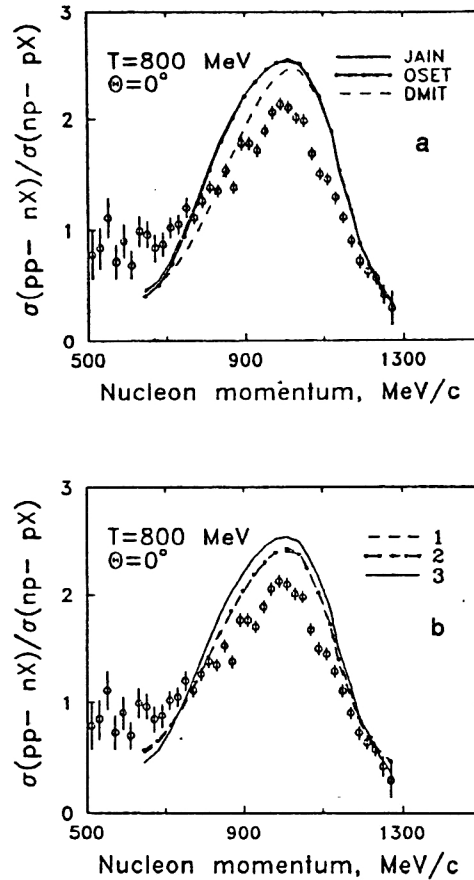 3
T=800 MeV
Θ=0°
JAIN
OSET
DMIT
2
a
1
0
σ(pp– nX)/σ(np– pX)
500 900 1300
Nucleon momentum, MeV/c
3
T=800 MeV
Θ=0°
1
2
3
2
b
1
0
σ(pp– nX)/σ(np– pX)
500 900 1300
Nucleon momentum, MeV/c